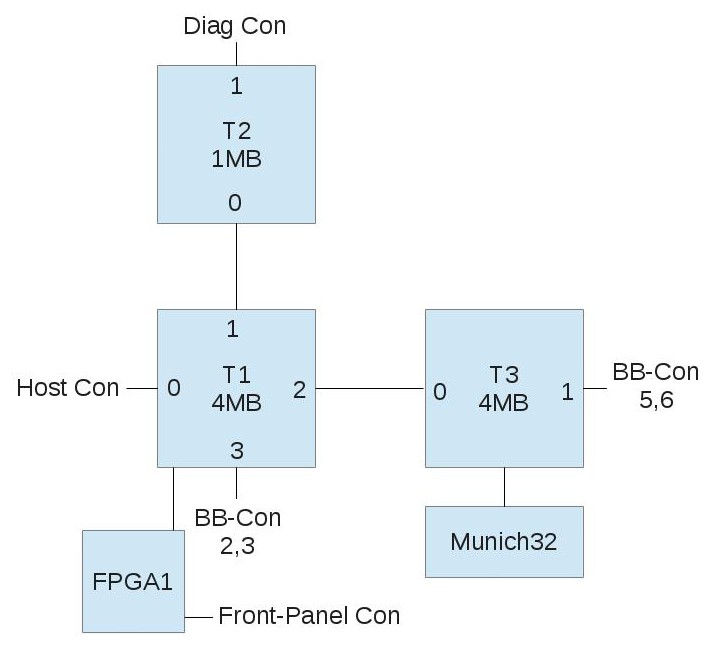 Diag Con
1
T2
1MB
0
1
Host Con
0
T1
4MB
2
3
0
T3
4MB
1
BB-Con
5,6
BB-Con
2,3
Munich32
FPGA1
Front-Panel Con